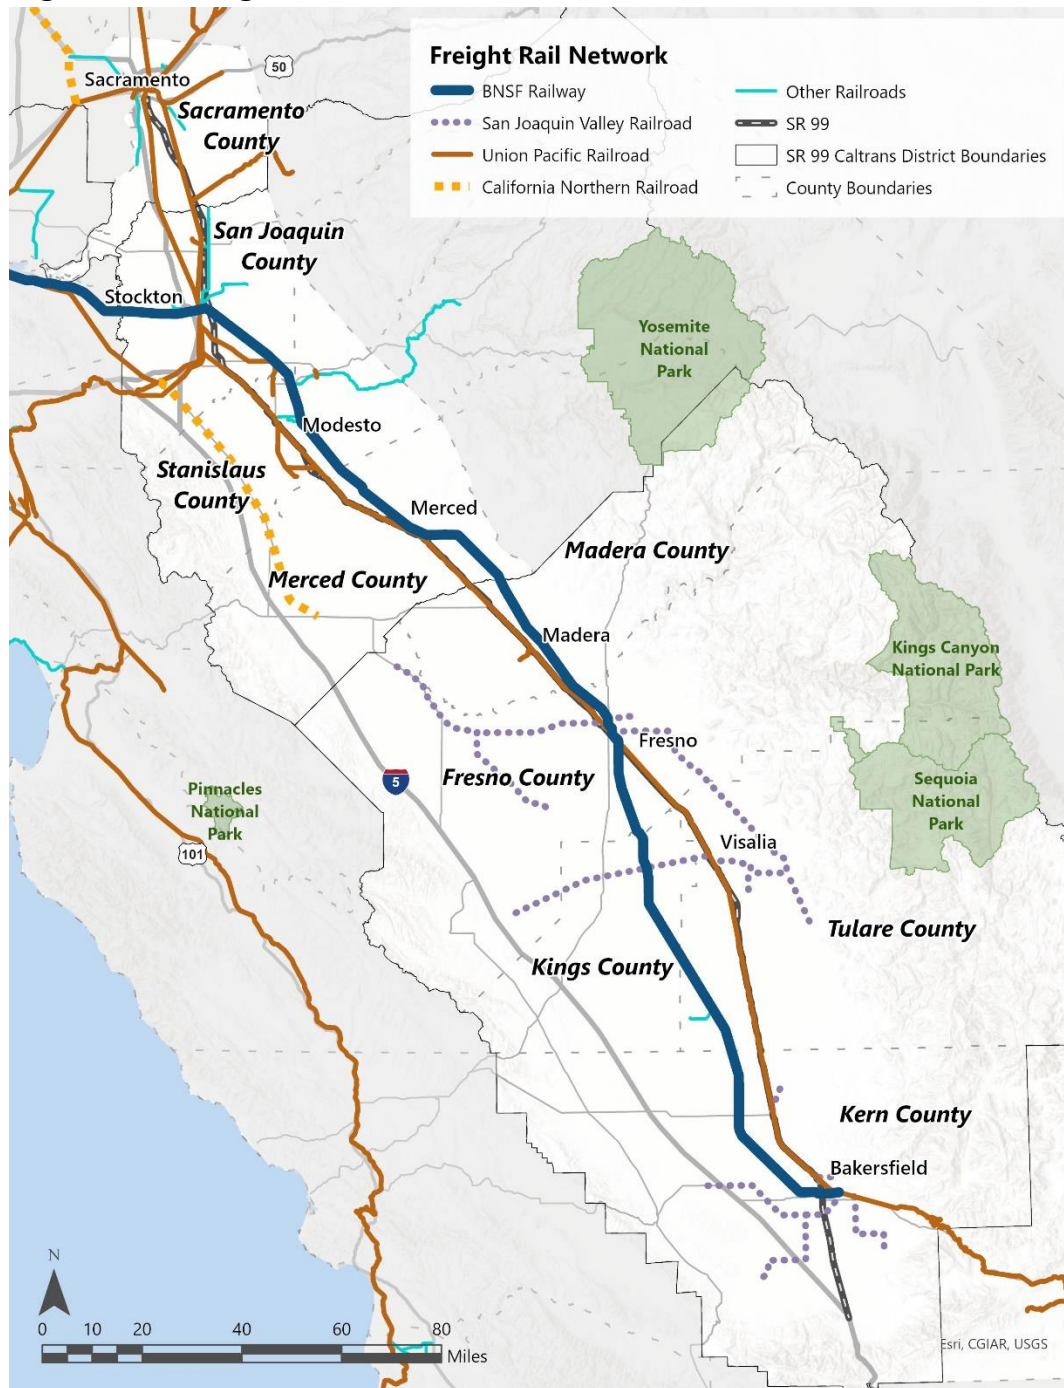 Freight Rail Network
BNSF Railway
San Joaquin Valley Railroad
Union Pacific Railroad
California Northern Railroad
Other Railroads
SR 99
SR 99 Caltrans District Boundaries
County Boundaries
50
Sacramento
Sacramento
County
San Joaquin
County
Stockton
Yosemite
National
Park
Modesto
Stanislaus
County
Merced
Madera County
Merced County
Madera
Kings Canyon
National Park
Fresno
Fresno County
5
Sequoia
National
Park
Pinnacles
National
Park
101
Visalia
Tulare County
Kings County
Kern County
Bakersfield
N
0 10 20 40 60 80
Miles
Esri, CGIAR, USGS